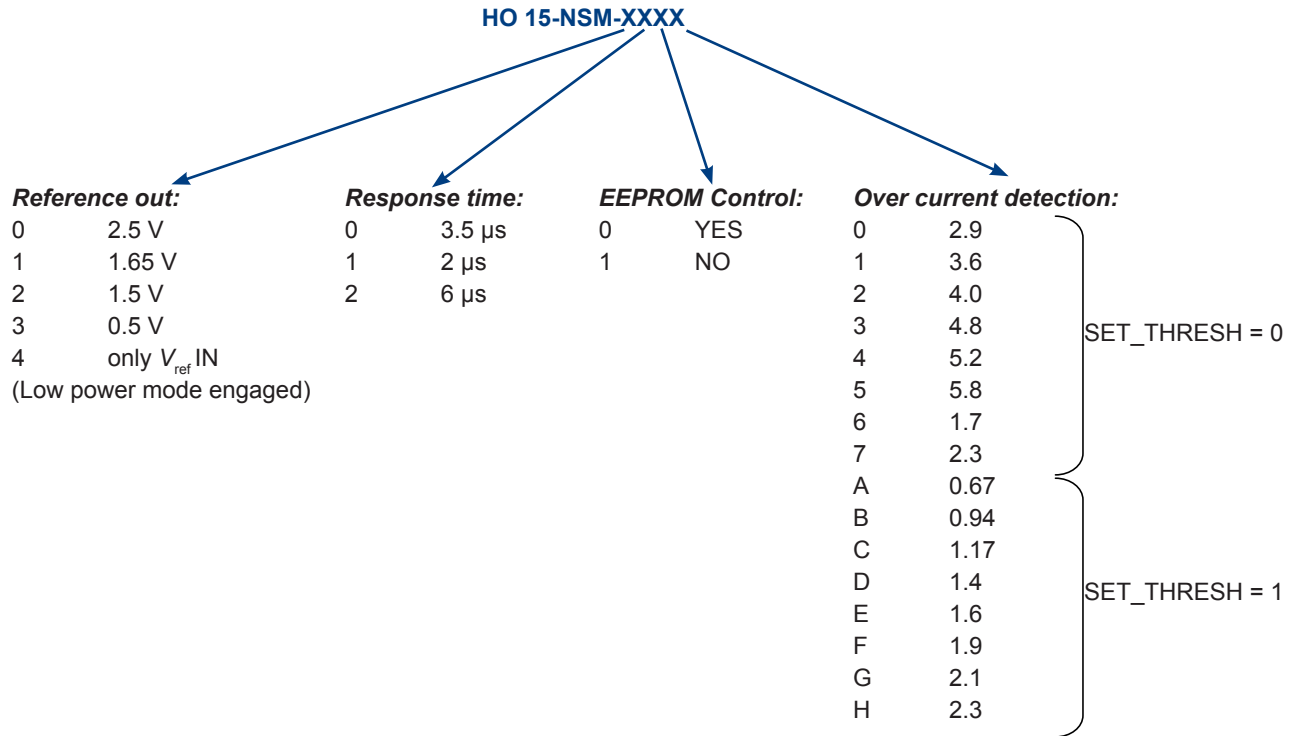 HO 15-NSM-XXXX
Reference out:
0 2.5 V
1 1.65 V
2 1.5 V
3 0.5 V
4 only Vref IN
(Low power mode engaged)
Response time:
0 3.5 µs
1 2 µs
2 6 µs
EEPROM Control:
0 YES
1 NO
Over current detection:
0 2.9
1 3.6
2 4.0
3 4.8
4 5.2
5 5.8
6 1.7
7 2.3
SET_THRESH = 0
A 0.67
B 0.94
C 1.17
D 1.4
E 1.6
F 1.9
G 2.1
H 2.3
SET_THRESH = 1